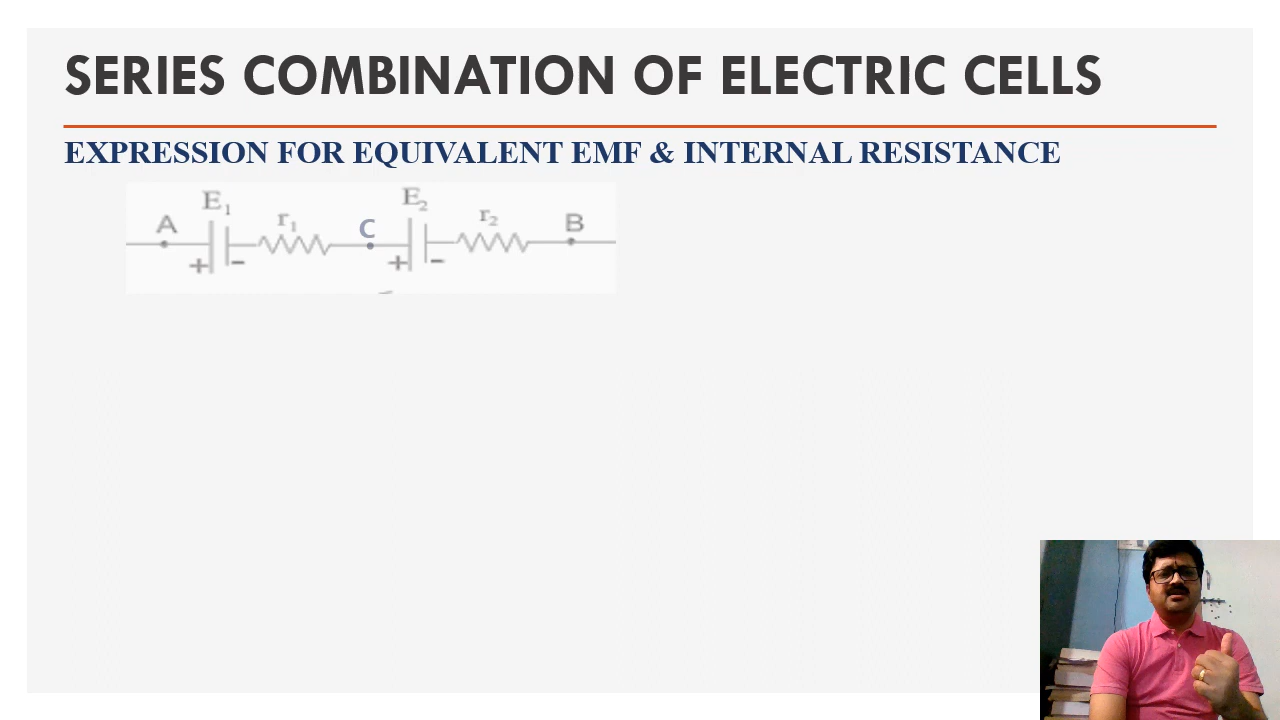 SERIES COMBINATION OF ELECTRIC CELLS
EXPRESSION FOR EQUIVALENT EMF & INTERNAL RESISTANCE
A E₁ r₁ C E₂ r₂ B
+ - + -